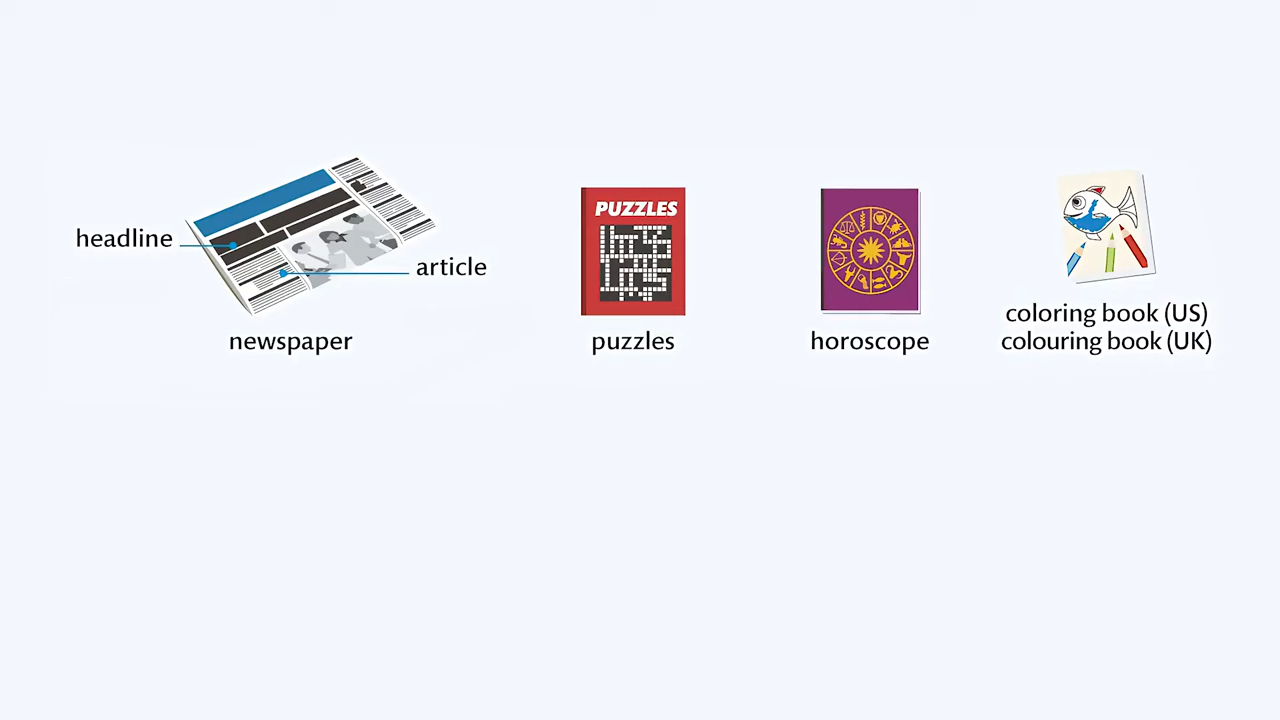 headline
article
newspaper
PUZZLES
puzzles
horoscope
coloring book (US)
colouring book (UK)